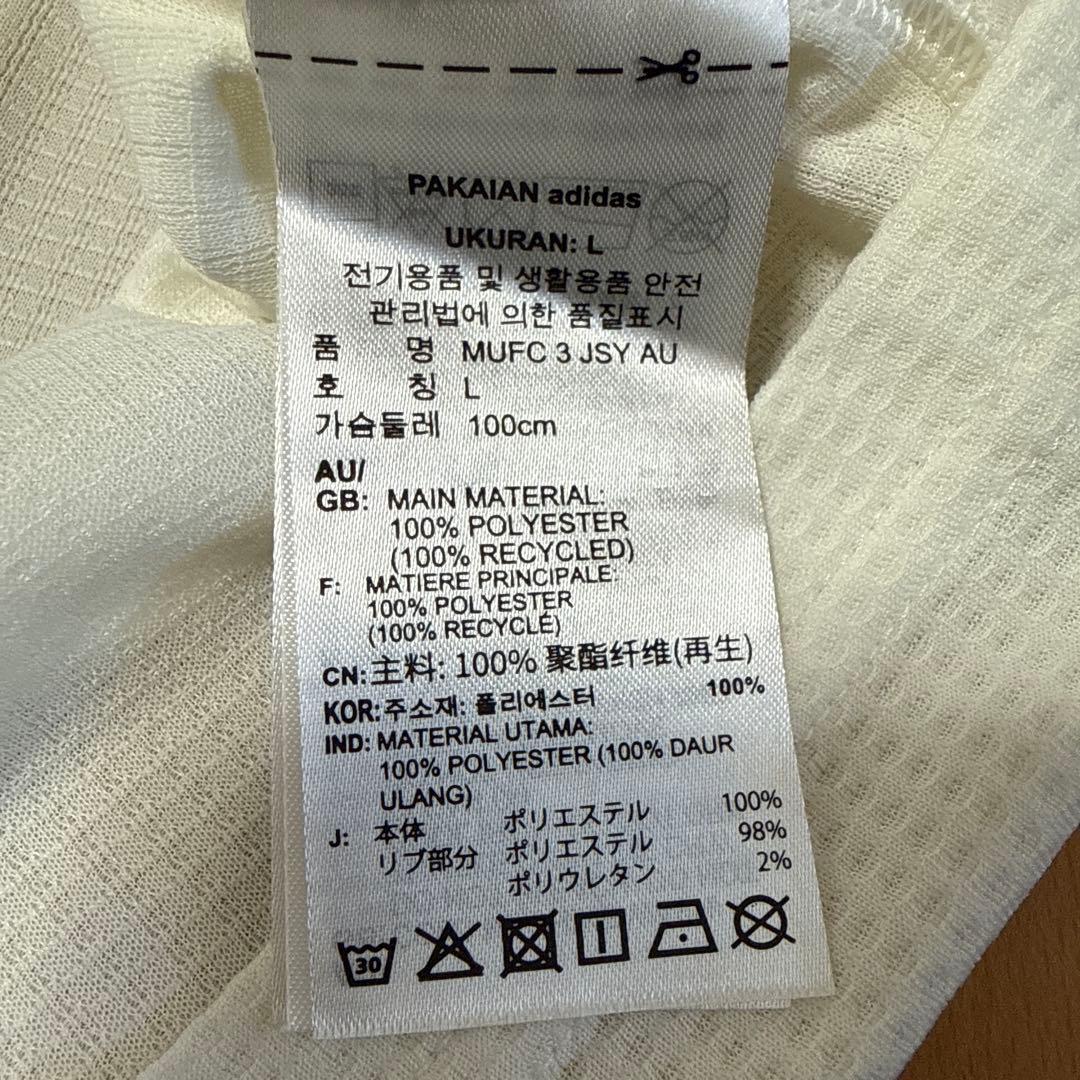 PAKAIAN adidas
UKURAN: L
전기용품 및 생활용품 안전
관리법에 의한 품질표시
품 명 MUFC 3 JSY AU
호 칭 L
가슴둘레 100cm
AU/
GB: MAIN MATERIAL:
100% POLYESTER
(100% RECYCLED)
F: MATIERE PRINCIPALE:
100% POLYESTER
(100% RECYCLÉ)
CN: 主料: 100% 聚酯纤维(再生)
KOR: 주소재: 폴리에스터 100%
IND: MATERIAL UTAMA:
100% POLYESTER (100% DAUR
ULANG)
J: 本体 ポリエステル 100%
リブ部分 ポリエステル 98%
ポリウレタン 2%
30